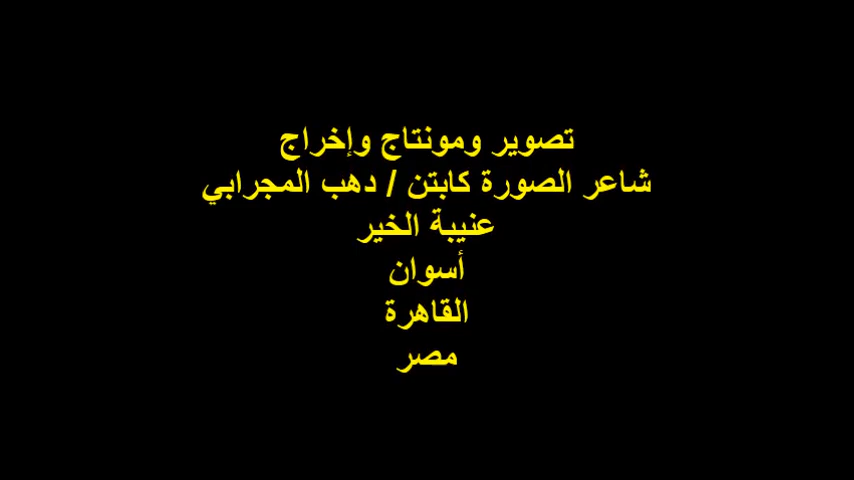 تصوير ومونتاج وإخراج
شاعر الصورة كابتن / دهب المجرابي
عنيبة الخير
أسوان
القاهرة
مصر